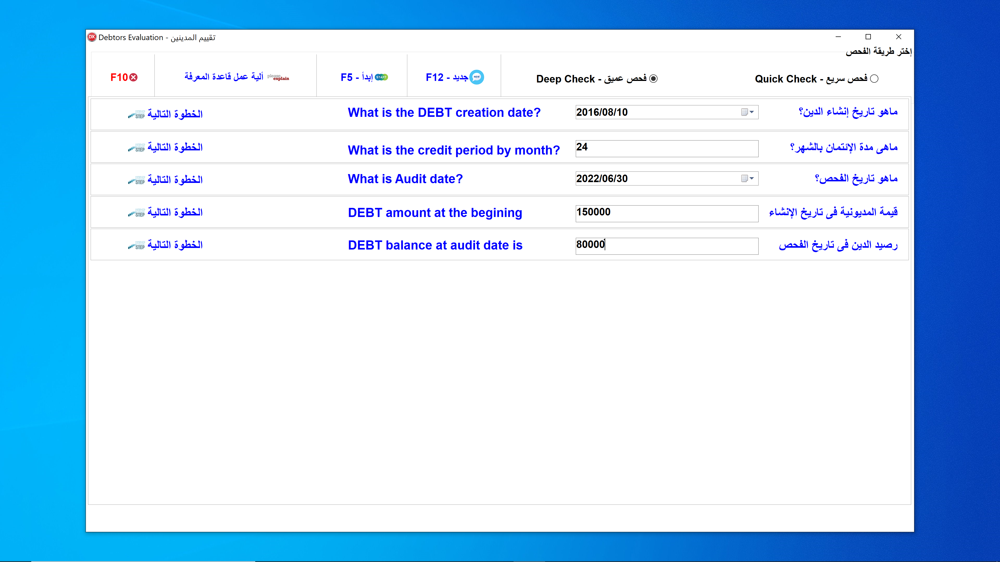 Debtors Evaluation - تقييم المدينين
إختر طريقة الفحص
Quick Check - فحص سريع
Deep Check - فحص عميق
NEW جديد - F12
START إبدأ - F5
please explain ألية عمل قاعدة المعرفة
F10
ماهو تاريخ إنشاء الدين؟ 2016/08/10 What is the DEBT creation date? الخطوة التالية NEXT STEP
ماهى مدة الإئتمان بالشهر؟ 24 What is the credit period by month? الخطوة التالية NEXT STEP
ماهو تاريخ الفحص؟ 2022/06/30 What is Audit date? الخطوة التالية NEXT STEP
قيمة المديونية فى تاريخ الإنشاء 150000 DEBT amount at the begining الخطوة التالية NEXT STEP
رصيد الدين فى تاريخ الفحص 80000 DEBT balance at audit date is الخطوة التالية NEXT STEP